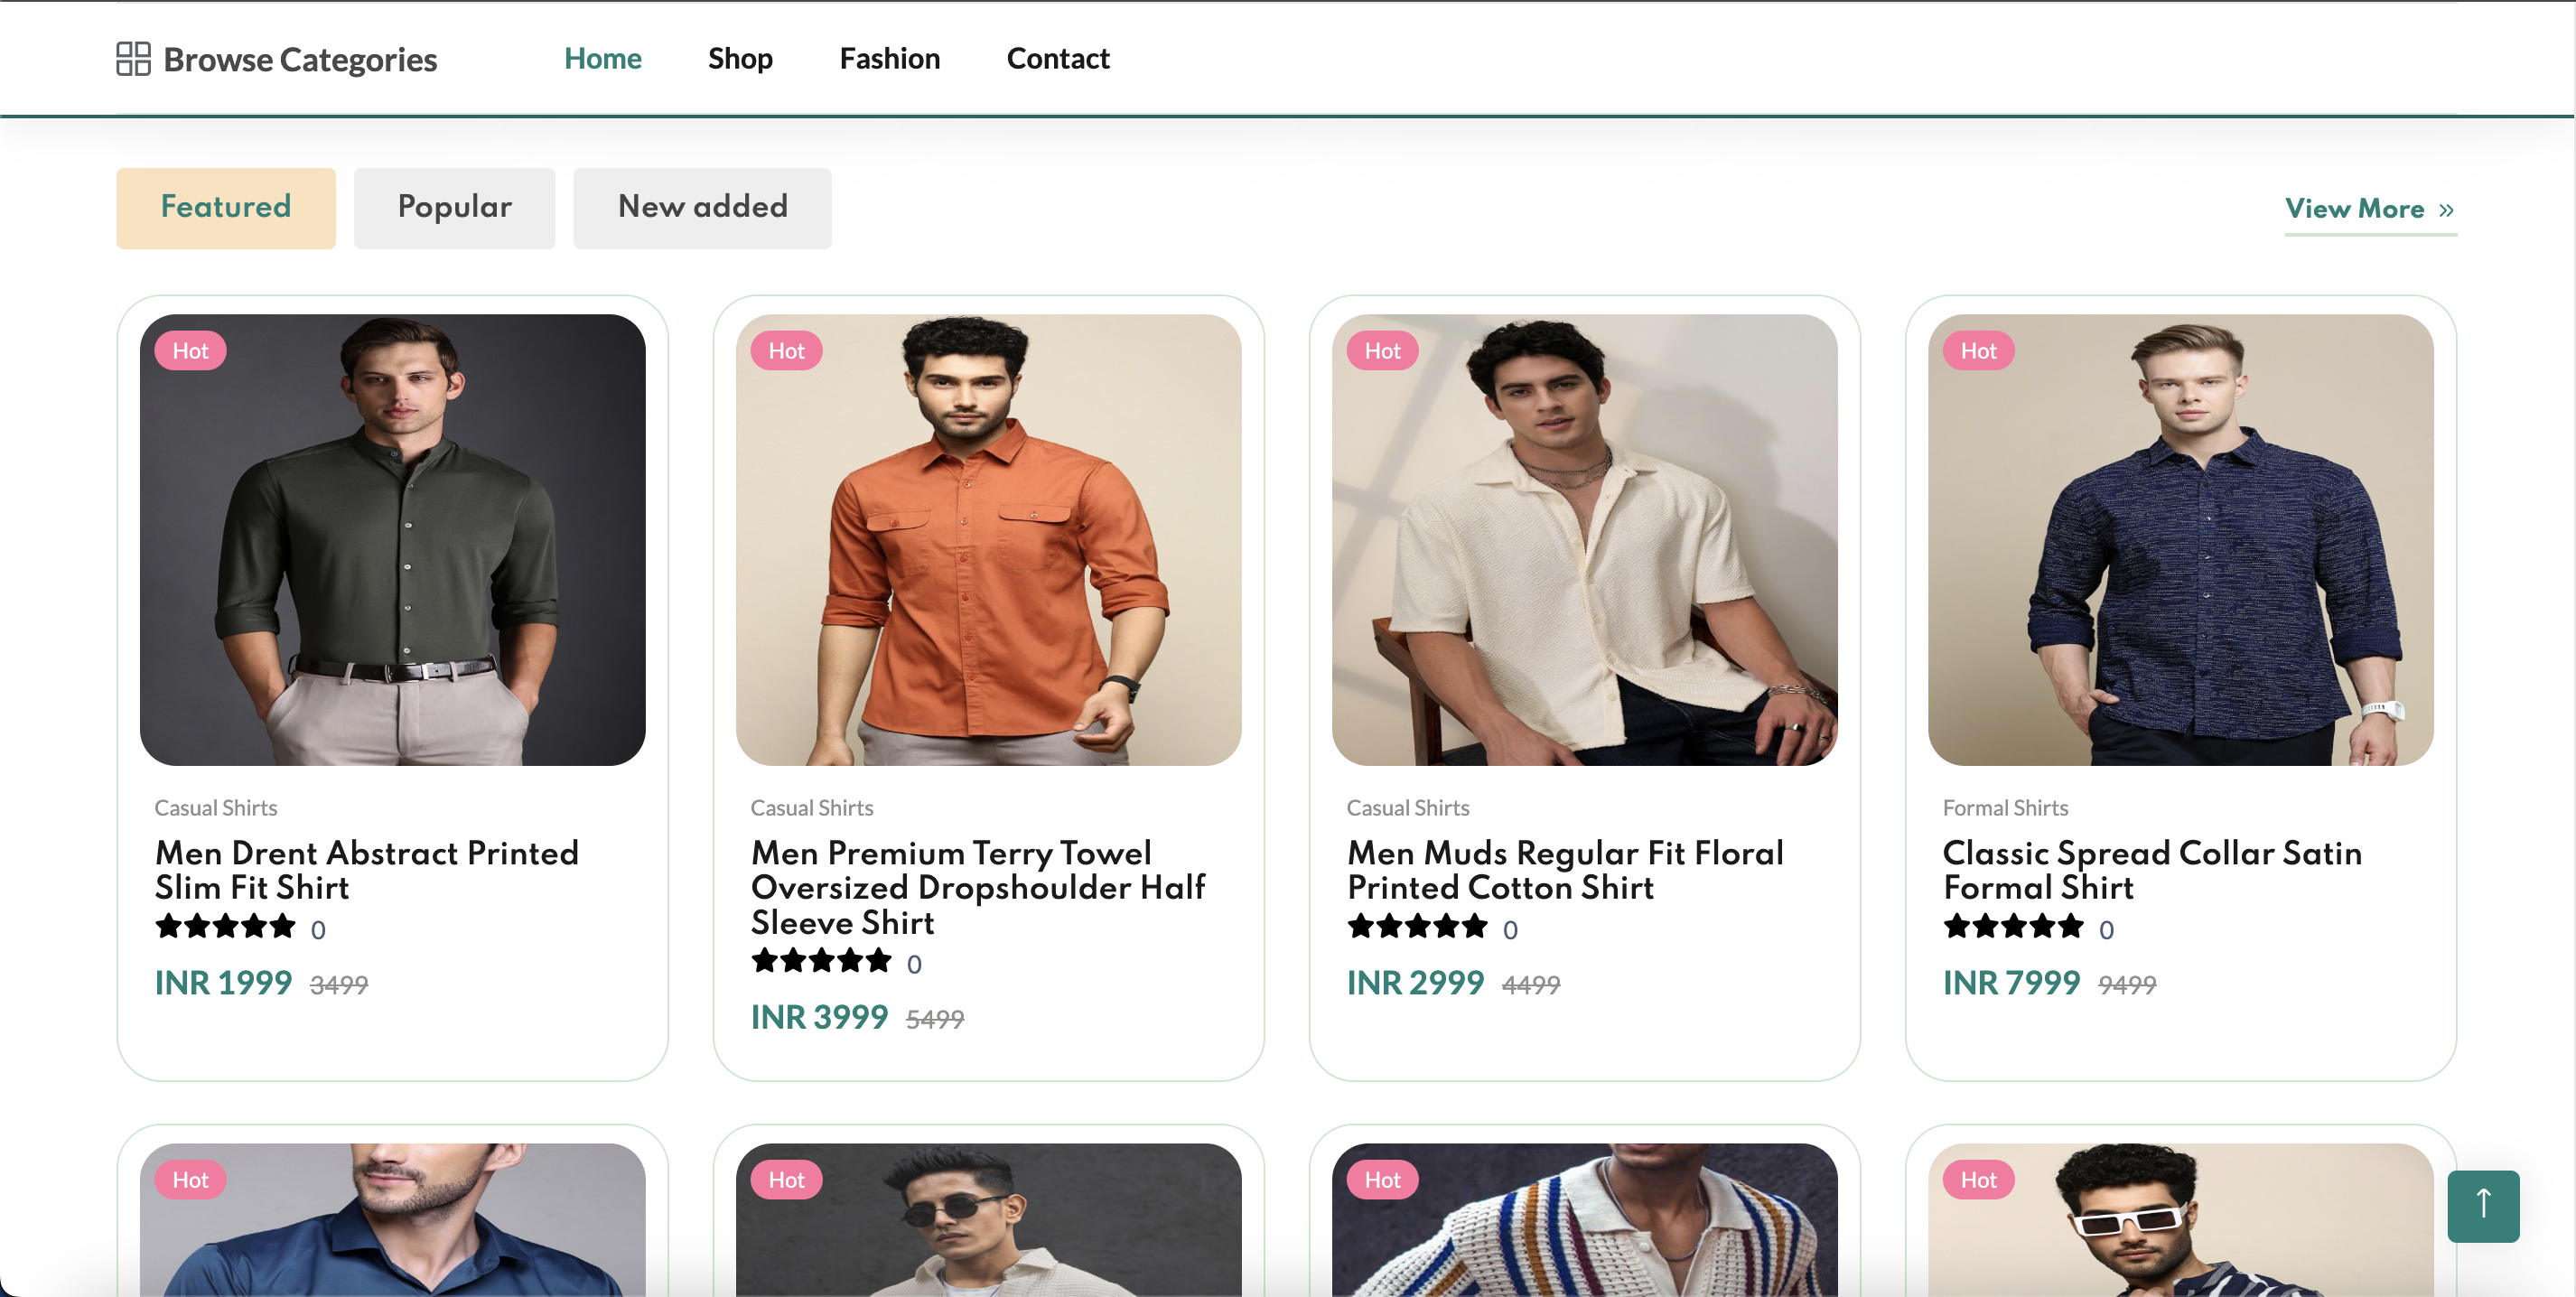 Browse Categories
Home
Shop
Fashion
Contact
Featured
Popular
New added
View More »
Hot
Casual Shirts
Men Drent Abstract Printed
Slim Fit Shirt
0
INR 1999 3499
Hot
Casual Shirts
Men Premium Terry Towel
Oversized Dropshoulder Half
Sleeve Shirt
0
INR 3999 5499
Hot
Casual Shirts
Men Muds Regular Fit Floral
Printed Cotton Shirt
0
INR 2999 4499
Hot
Formal Shirts
Classic Spread Collar Satin
Formal Shirt
0
INR 7999 9499
Hot
Hot
Hot
Hot